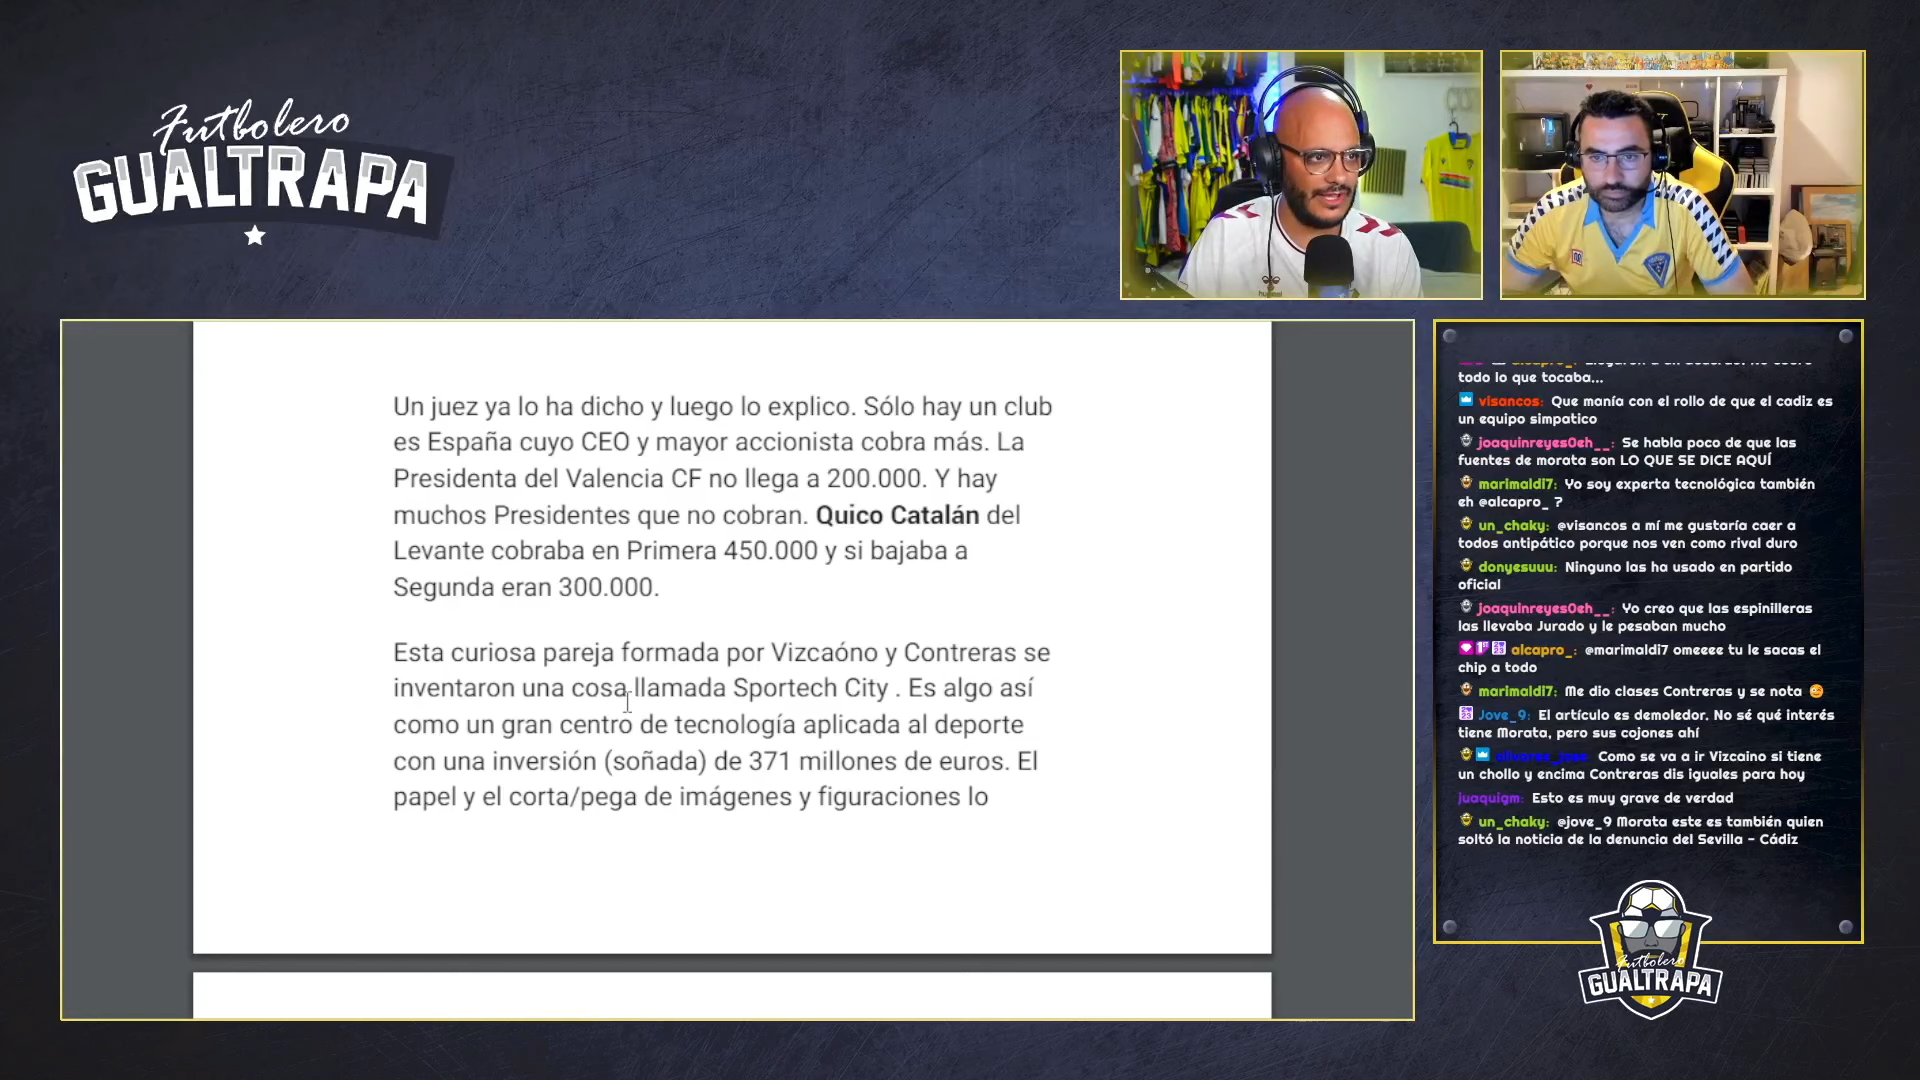 Futbolero
GUALTRAPA
Un juez ya lo ha dicho y luego lo explico. Sólo hay un club
es España cuyo CEO y mayor accionista cobra más. La
Presidenta del Valencia CF no llega a 200.000. Y hay
muchos Presidentes que no cobran. Quico Catalán del
Levante cobraba en Primera 450.000 y si bajaba a
Segunda eran 300.000.
Esta curiosa pareja formada por Vizcaóno y Contreras se
inventaron una cosa llamada Sportech City . Es algo así
como un gran centro de tecnología aplicada al deporte
con una inversión (soñada) de 371 millones de euros. El
papel y el corta/pega de imágenes y figuraciones lo
todo lo que tocaba...
visancos: Que manía con el rollo de que el cadiz es
un equipo simpatico
joaquinreyes0eh__: Se habla poco de que las
fuentes de morata son LO QUE SE DICE AQUÍ
marimaldi7: Yo soy experta tecnológica también
eh @alcapro_ ?
un_chaky: @visancos a mí me gustaría caer a
todos antipático porque nos ven como rival duro
donyesuuu: Ninguno las ha usado en partido
oficial
joaquinreyes0eh__: Yo creo que las espinilleras
las llevaba Jurado y le pesaban mucho
alcapro_: @marimaldi7 omeeee tu le sacas el
chip a todo
marimaldi7: Me dio clases Contreras y se nota
Jove_9: El artículo es demoledor. No sé qué interés
tiene Morata, pero sus cojones ahí
Como se va a ir Vizcaino si tiene
un chollo y encima Contreras dis iguales para hoy
juaquigm: Esto es muy grave de verdad
un_chaky: @jove_9 Morata este es también quien
soltó la noticia de la denuncia del Sevilla - Cádiz
Futbolero
GUALTRAPA